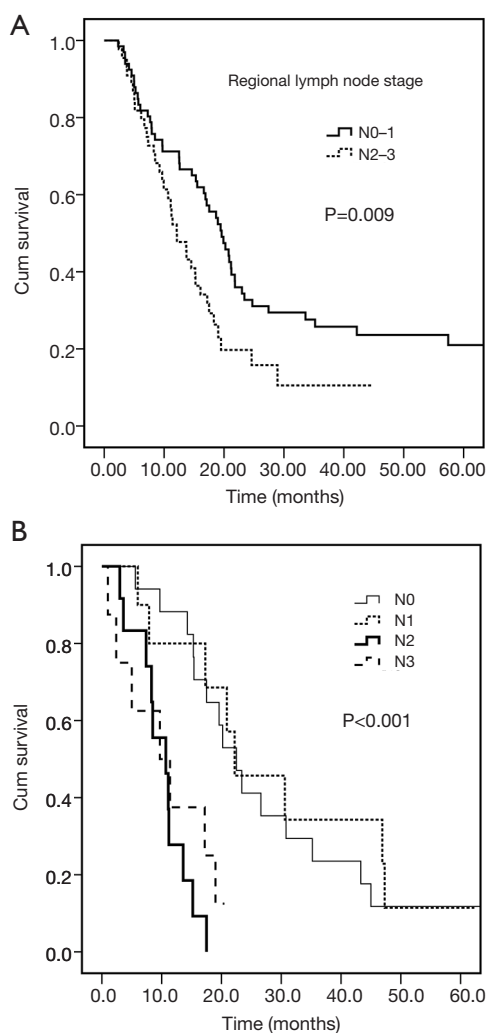 A
1.0
0.8
0.6
0.4
0.2
0.0
Cum survival
Regional lymph node stage
N0–1
N2–3
P=0.009
0.00 10.00 20.00 30.00 40.00 50.00 60.00
Time (months)
B
1.0
0.8
0.6
0.4
0.2
0.0
Cum survival
N0
N1
N2
N3
P<0.001
0.0 10.0 20.0 30.0 40.0 50.0 60.0
Time (months)